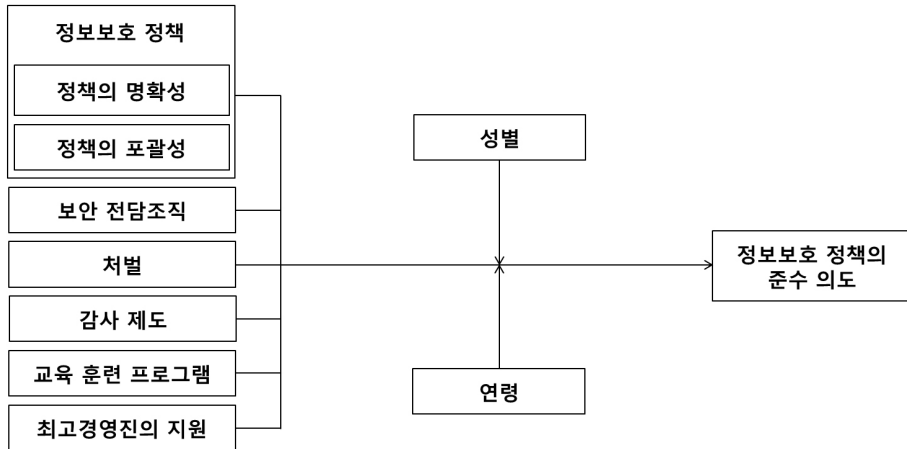 정보보호 정책
정책의 명확성
정책의 포괄성
보안 전담조직
처벌
감사 제도
교육 훈련 프로그램
최고경영진의 지원
성별
연령
정보보호 정책의
준수 의도